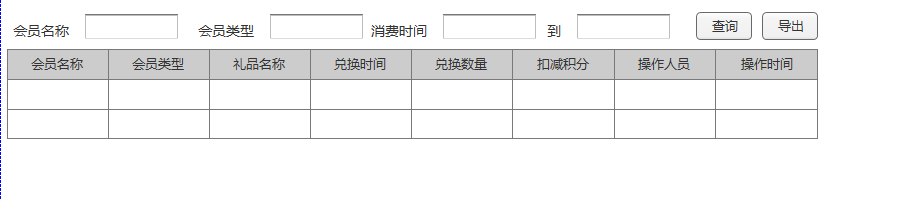 会员名称 会员类型 消费时间 到 查询 导出
会员名称 会员类型 礼品名称 兑换时间 兑换数量 扣减积分 操作人员 操作时间